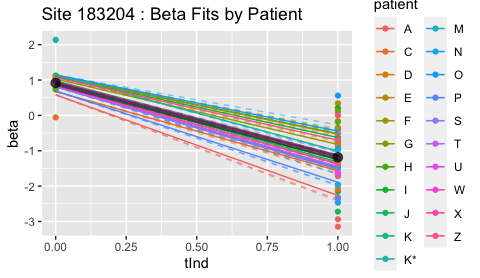 Site 183204 : Beta Fits by Patient
patient
A
C
D
E
F
G
H
I
J
K
K*
M
N
O
P
S
T
U
W
X
Z
2
1
0
-1
-2
-3
beta
0.00
0.25
0.50
0.75
1.00
tInd